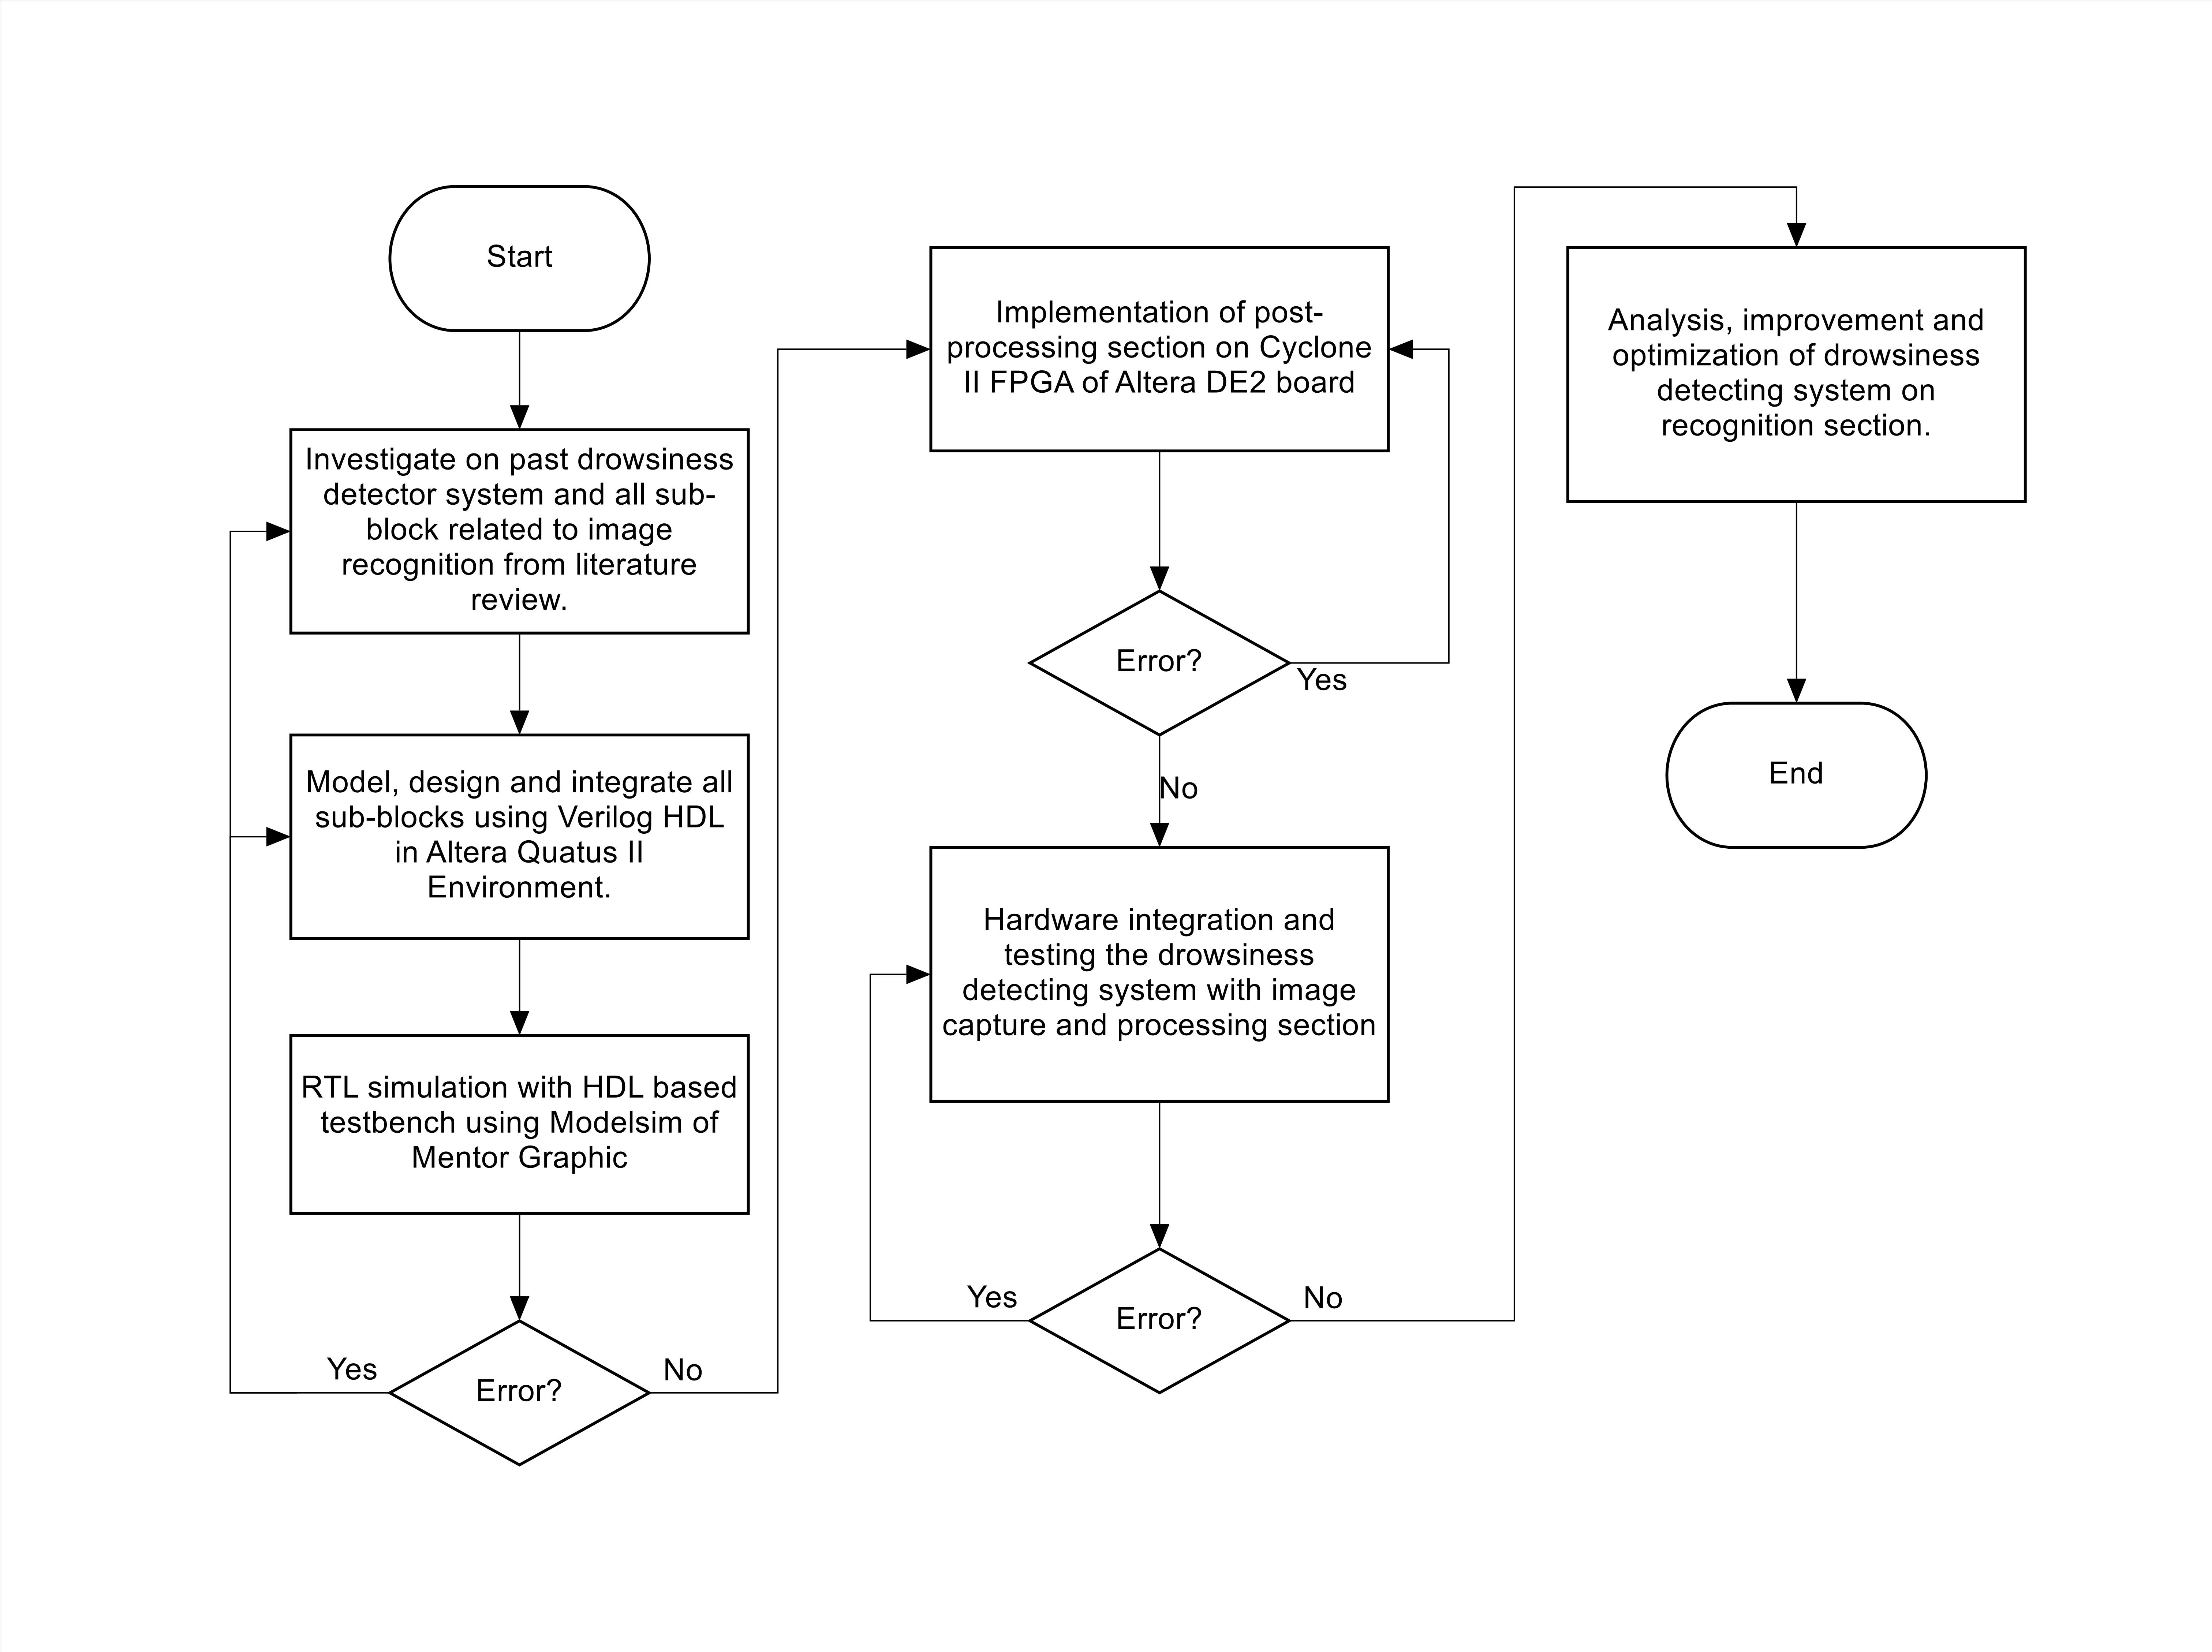 Start
Investigate on past drowsiness
detector system and all sub-
block related to image
recognition from literature
review.
Model, design and integrate all
sub-blocks using Verilog HDL
in Altera Quatus II
Environment.
RTL simulation with HDL based
testbench using Modelsim of
Mentor Graphic
Yes
Error?
No
Implementation of post-
processing section on Cyclone
II FPGA of Altera DE2 board
Error?
Yes
No
Hardware integration and
testing the drowsiness
detecting system with image
capture and processing section
Yes
Error?
No
Analysis, improvement and
optimization of drowsiness
detecting system on
recognition section.
End